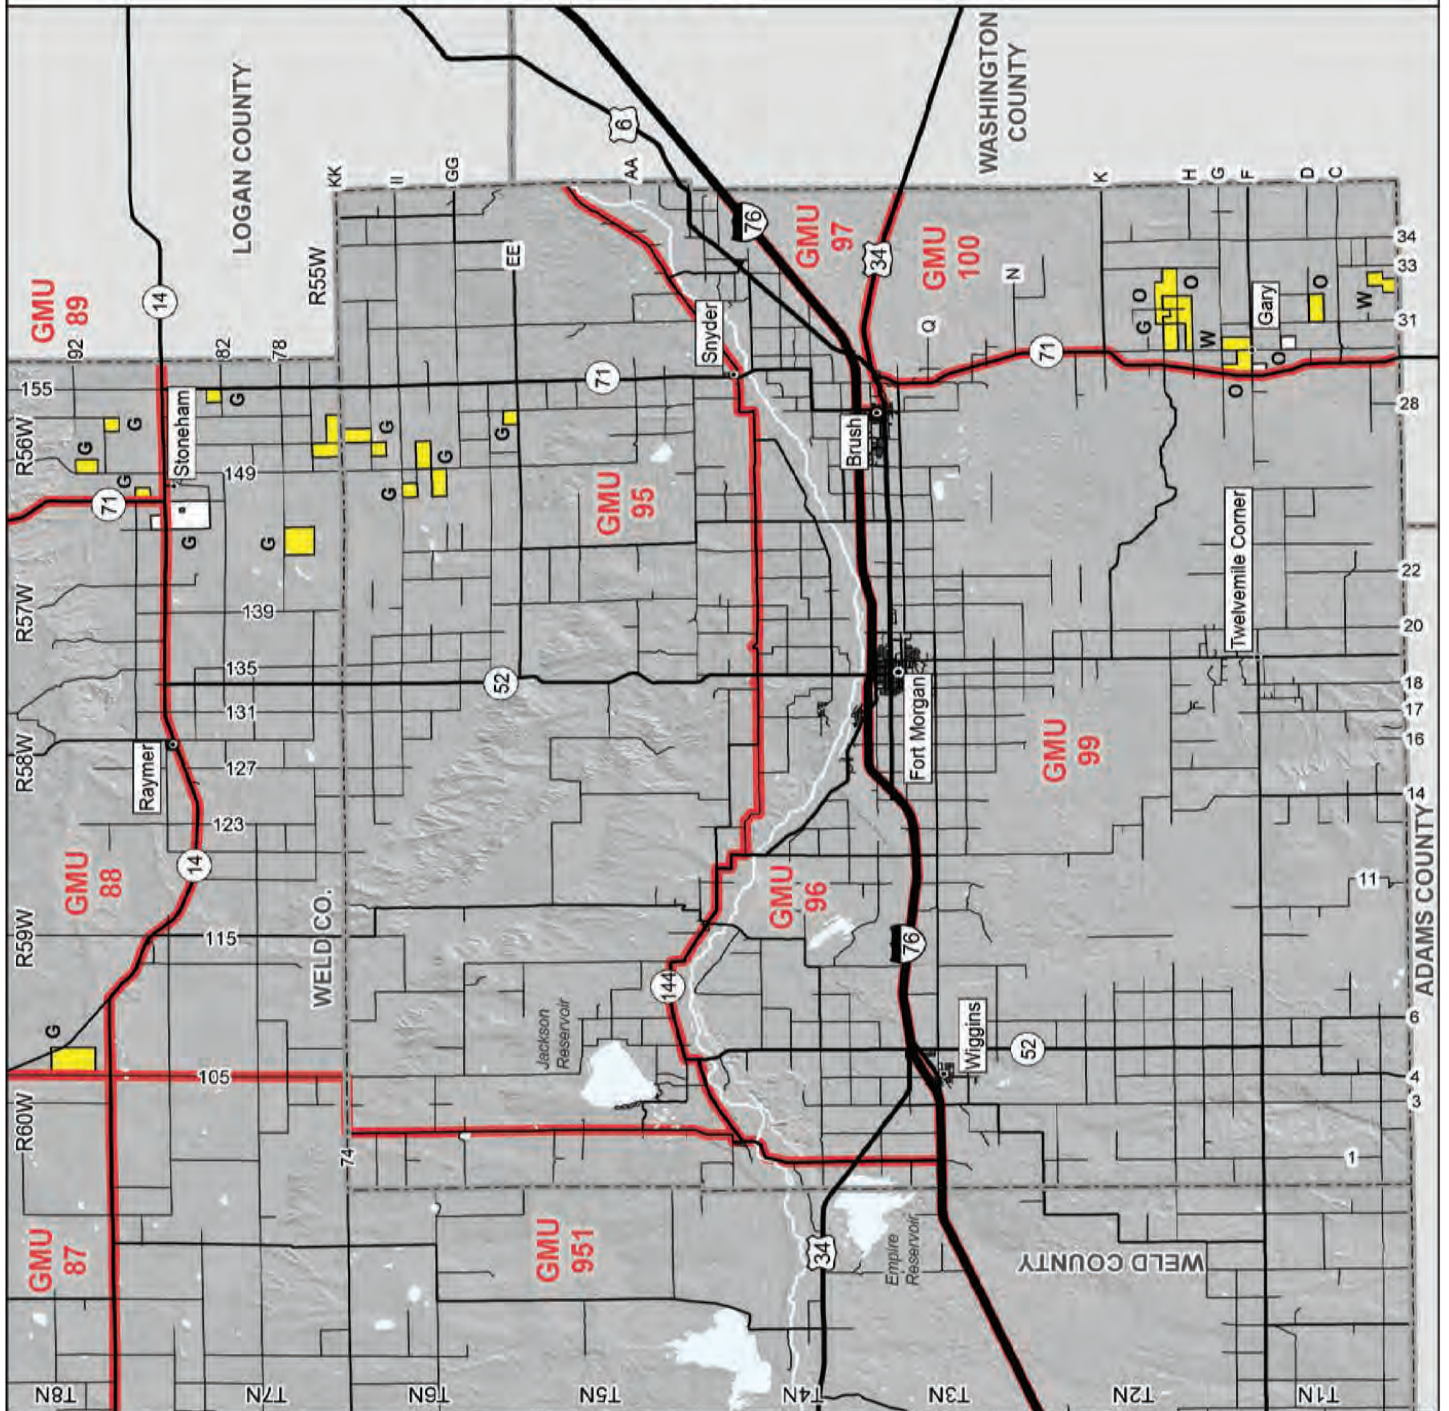 GMU
89
92
14
LOGAN COUNTY
6
WASHINGTON
COUNTY
KK
II
GG
AA
EE
R55W
76
GMU
97
34
GMU
100
K
H
G
F
D
C
N
Q
34
33
31
28
155
82
78
R56W
G
G
G
G
Stoneham
149
71
G
G
G
G
G
G
71
Snyder
GMU
95
Brush
71
G
O
O
W
Gary
O
O
O
W
Twelvemile Corner
R57W
139
135
131
52
R58W
Raymer
127
123
Fort Morgan
GMU
99
22
20
18
17
16
14
11
GMU
88
14
R59W
115
WELD CO.
GMU
96
76
144
Jackson
Reservoir
Wiggins
52
6
4
3
1
ADAMS COUNTY
G
105
R60W
74
GMU
87
GMU
951
34
Empire
Reservoir
WELD COUNTY
T8N
T7N
T6N
T5N
T4N
T3N
T2N
T1N